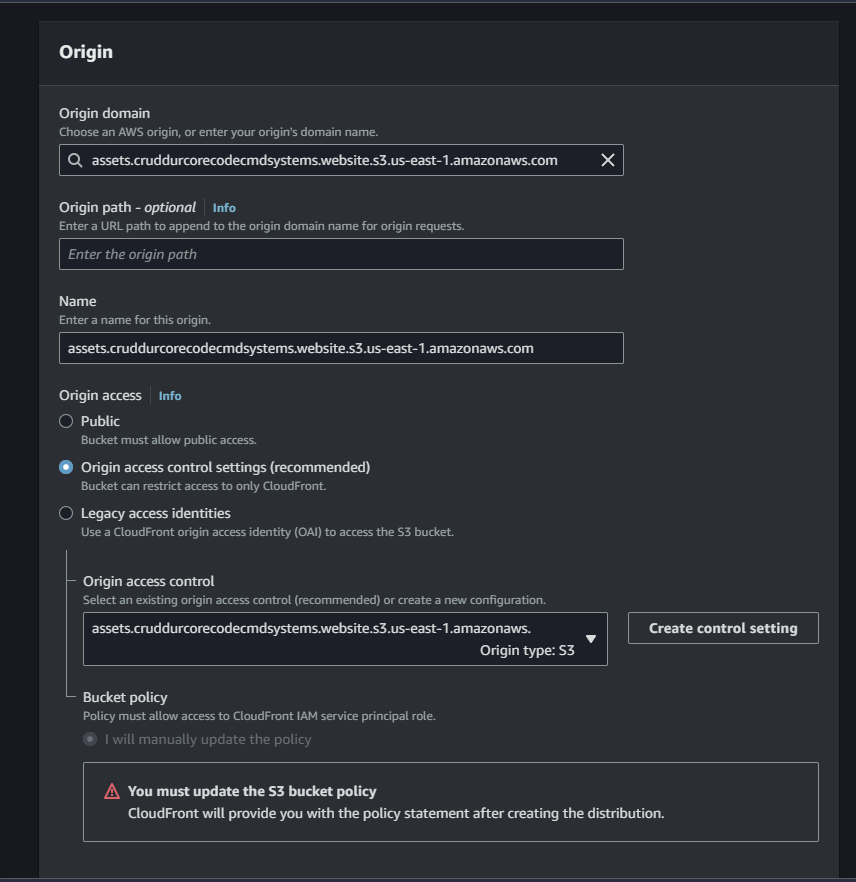 Origin
Origin domain
Choose an AWS origin, or enter your origin's domain name.
assets.cruddurcorecodecmdsystems.website.s3.us-east-1.amazonaws.com
Origin path - optional Info
Enter a URL path to append to the origin domain name for origin requests.
Enter the origin path
Name
Enter a name for this origin.
assets.cruddurcorecodecmdsystems.website.s3.us-east-1.amazonaws.com
Origin access Info
Public
Bucket must allow public access.
Origin access control settings (recommended)
Bucket can restrict access to only CloudFront.
Legacy access identities
Use a CloudFront origin access identity (OAI) to access the S3 bucket.
Origin access control
Select an existing origin access control (recommended) or create a new configuration.
assets.cruddurcorecodecmdsystems.website.s3.us-east-1.amazonaws.
Origin type: S3
Create control setting
Bucket policy
Policy must allow access to CloudFront IAM service principal role.
I will manually update the policy
You must update the S3 bucket policy
CloudFront will provide you with the policy statement after creating the distribution.